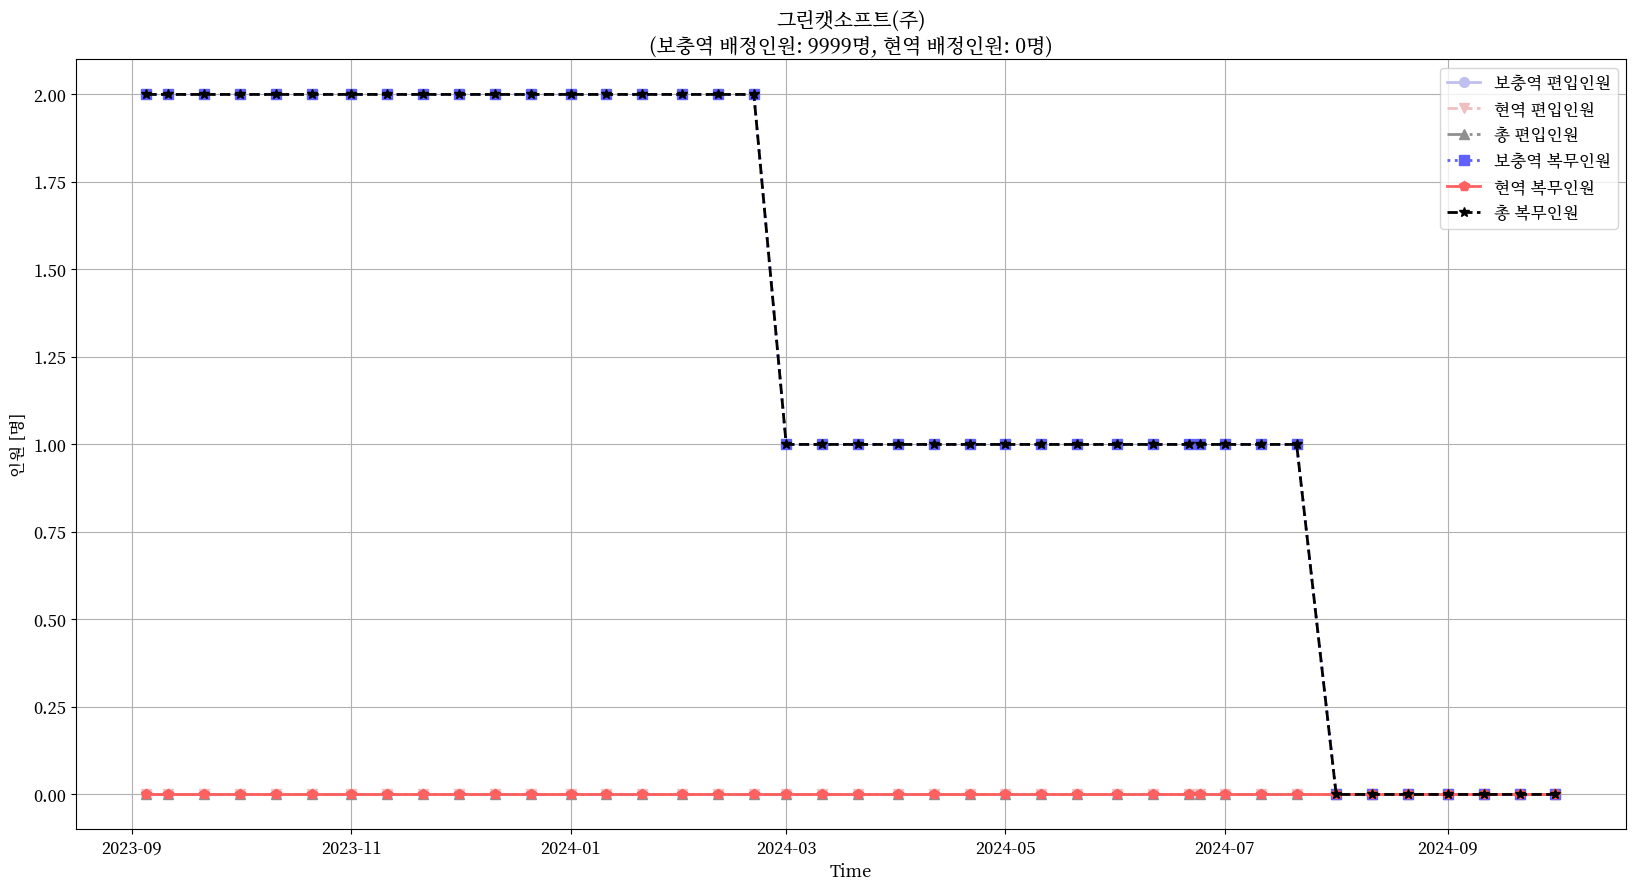 그린캣소프트(주)
(보충역 배정인원: 9999명, 현역 배정인원: 0명)
보충역 편입인원
현역 편입인원
총 편입인원
보충역 복무인원
현역 복무인원
총 복무인원
인원 [명]
2.00
1.75
1.50
1.25
1.00
0.75
0.50
0.25
0.00
2023-09
2023-11
2024-01
2024-03
2024-05
2024-07
2024-09
Time